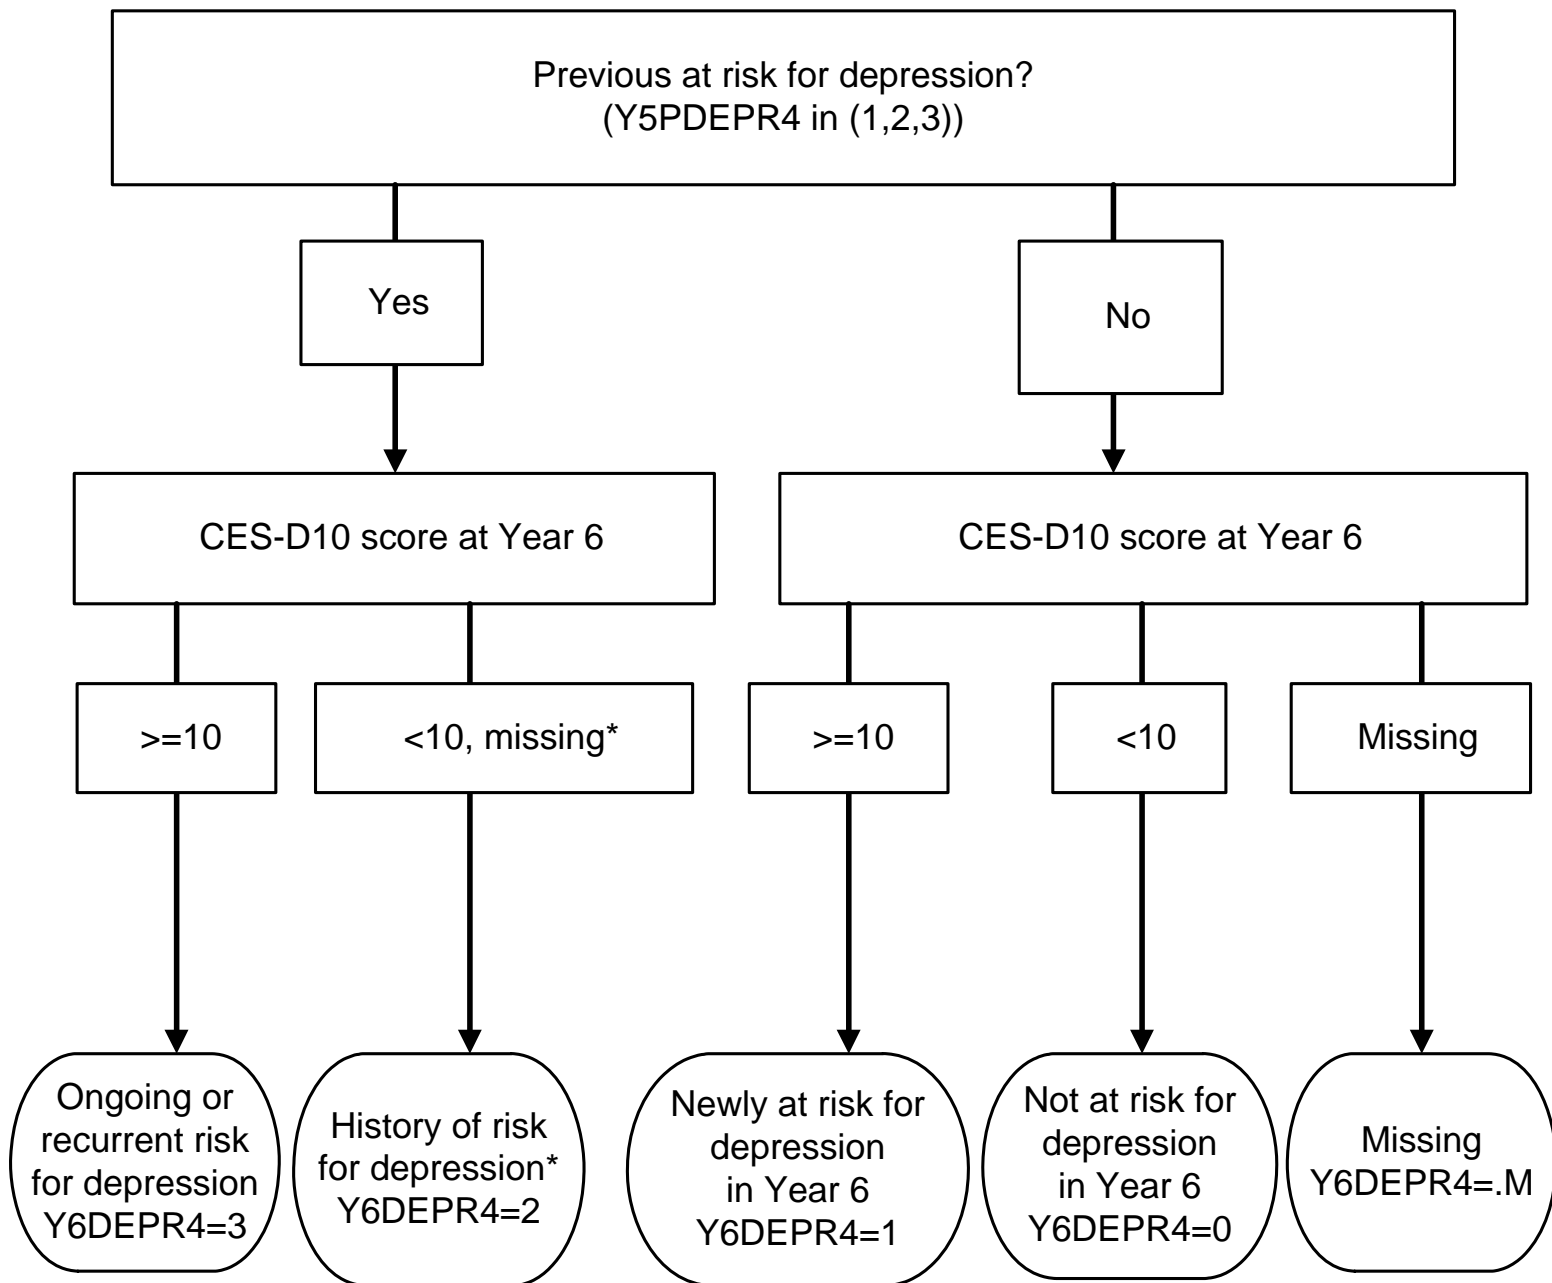 Previous at risk for depression?
(Y5PDEPR4 in (1,2,3))
Yes
No
CES-D10 score at Year 6
CES-D10 score at Year 6
>=10
<10, missing*
>=10
<10
Missing
Ongoing or
recurrent risk
for depression
Y6DEPR4=3
History of risk
for depression*
Y6DEPR4=2
Newly at risk for
depression
in Year 6
Y6DEPR4=1
Not at risk for
depression
in Year 6
Y6DEPR4=0
Missing
Y6DEPR4=.M